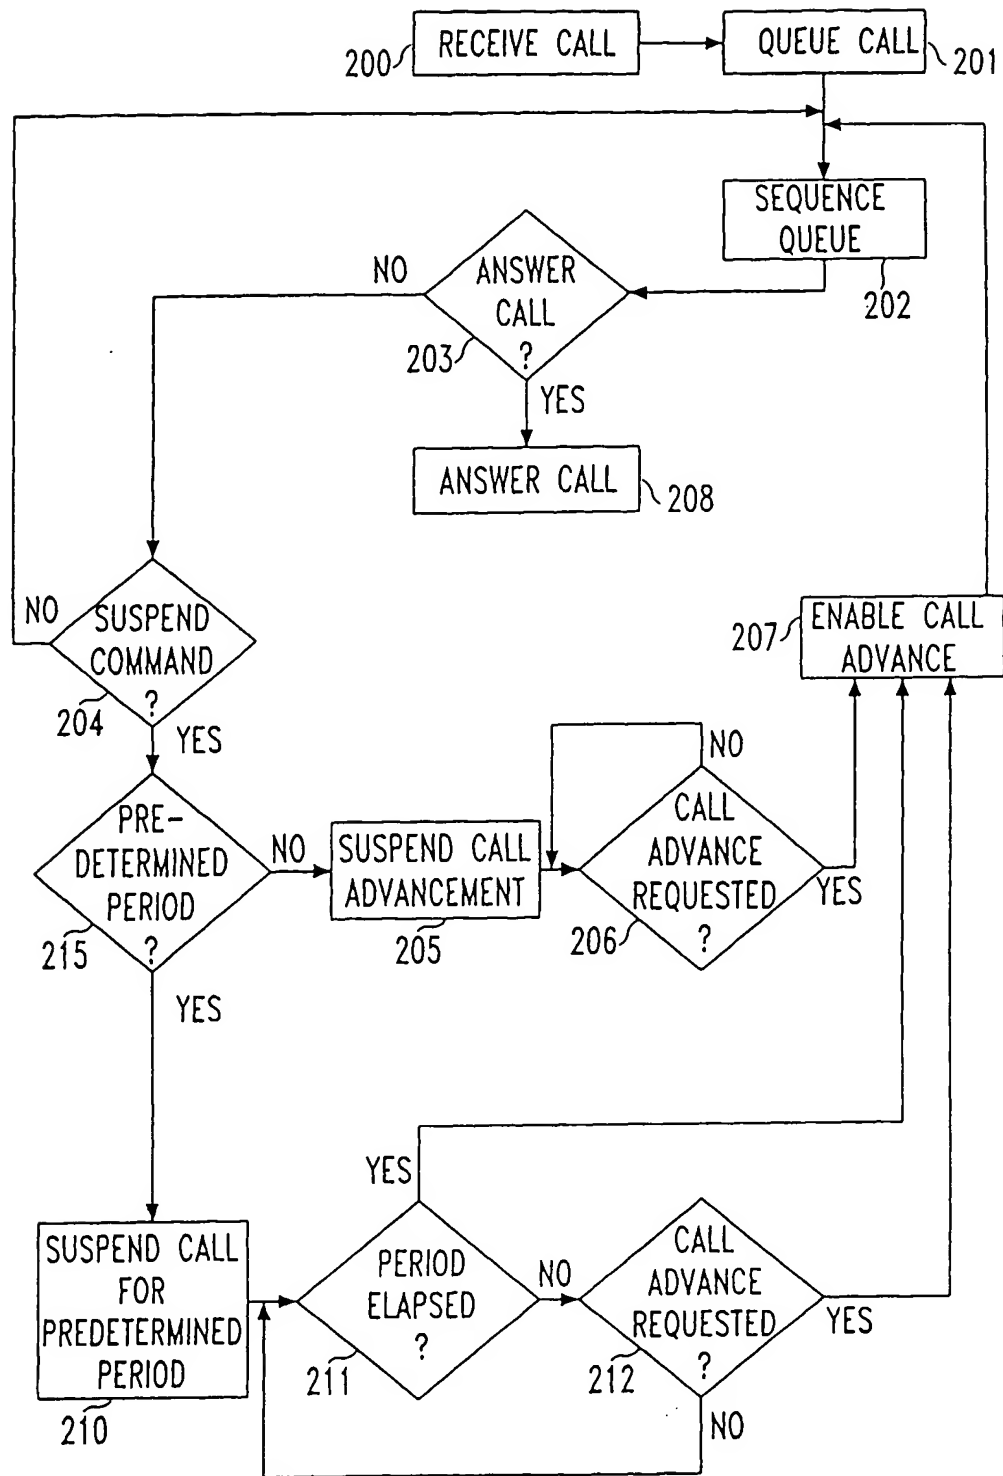 RECEIVE CALL
200
QUEUE CALL
201
SEQUENCE
QUEUE
202
ANSWER
CALL
?
203
NO
YES
ANSWER CALL
208
SUSPEND
COMMAND
?
204
NO
YES
ENABLE CALL
ADVANCE
207
PRE-
DETERMINED
PERIOD
?
215
NO
YES
SUSPEND CALL
ADVANCEMENT
205
CALL
ADVANCE
REQUESTED
?
206
NO
YES
SUSPEND CALL
FOR
PREDETERMINED
PERIOD
210
PERIOD
ELAPSED
?
211
YES
NO
CALL
ADVANCE
REQUESTED
?
212
YES
NO